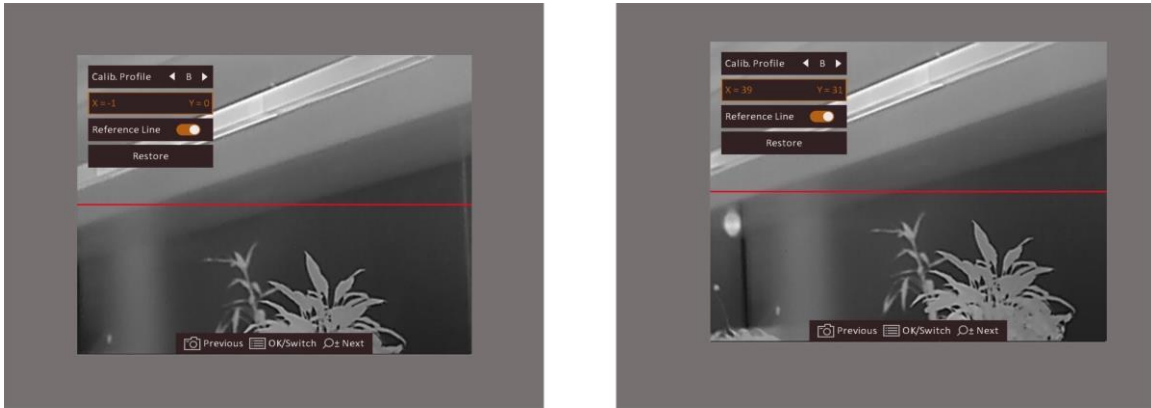 Calib. Profile B
X = -1 Y = 0
Reference Line
Restore
Previous OK/Switch ± Next
Calib. Profile B
X = 39 Y = 31
Reference Line
Restore
Previous OK/Switch ± Next